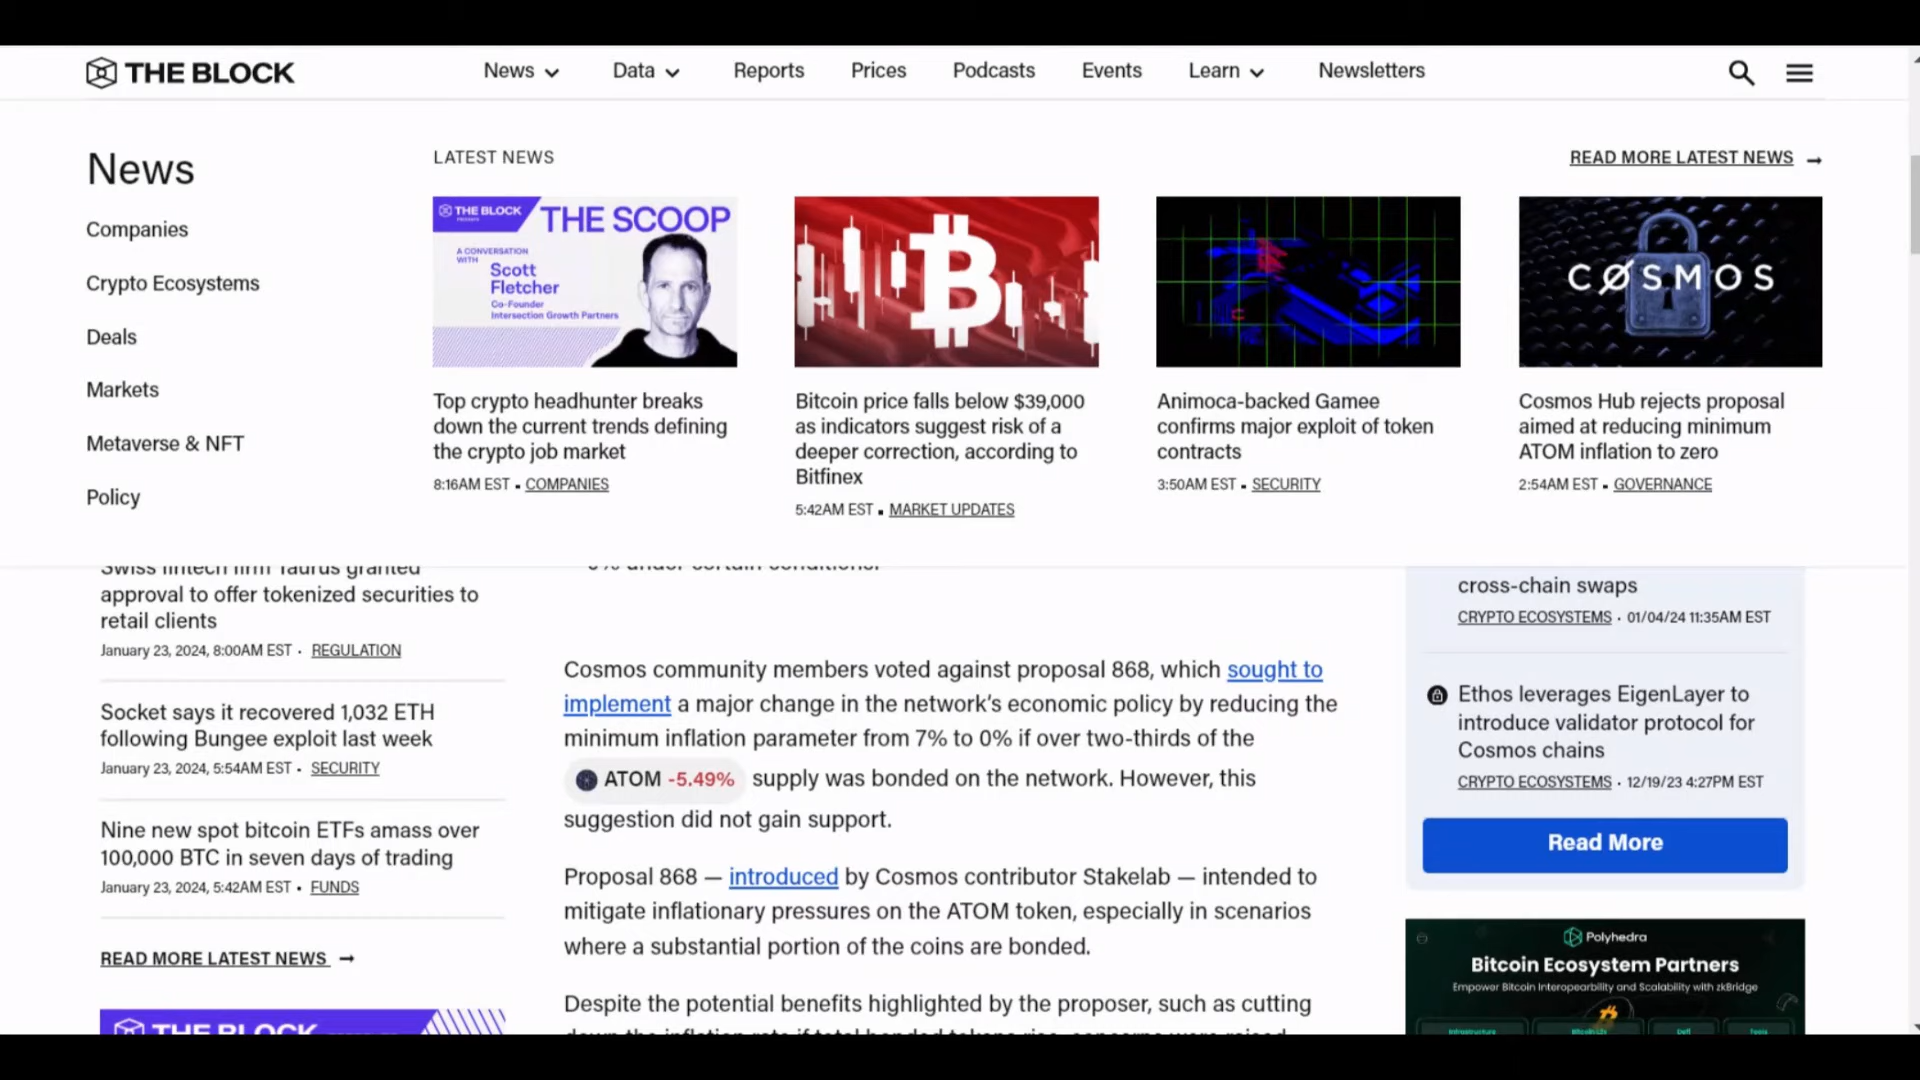 THE BLOCK
News
Data
Reports
Prices
Podcasts
Events
Learn
Newsletters
News
Companies
Crypto Ecosystems
Deals
Markets
Metaverse & NFT
Policy
LATEST NEWS
READ MORE LATEST NEWS →
THE BLOCK
THE SCOOP
A CONVERSATION
WITH
Scott
Fletcher
Co-Founder
Intersection Growth Partners
Top crypto headhunter breaks
down the current trends defining
the crypto job market
8:16AM EST ▪ COMPANIES
Bitcoin price falls below $39,000
as indicators suggest risk of a
deeper correction, according to
Bitfinex
5:42AM EST ▪ MARKET UPDATES
Animoca-backed Gamee
confirms major exploit of token
contracts
3:50AM EST ▪ SECURITY
COSMOS
Cosmos Hub rejects proposal
aimed at reducing minimum
ATOM inflation to zero
2:54AM EST ▪ GOVERNANCE
Swiss fintech firm Taurus granted
approval to offer tokenized securities to
retail clients
January 23, 2024, 8:00AM EST • REGULATION
Socket says it recovered 1,032 ETH
following Bungee exploit last week
January 23, 2024, 5:54AM EST • SECURITY
Nine new spot bitcoin ETFs amass over
100,000 BTC in seven days of trading
January 23, 2024, 5:42AM EST • FUNDS
READ MORE LATEST NEWS →
THE BLOCK
0% under certain conditions.
Cosmos community members voted against proposal 868, which sought to
implement a major change in the network’s economic policy by reducing the
minimum inflation parameter from 7% to 0% if over two-thirds of the
ATOM -5.49% supply was bonded on the network. However, this
suggestion did not gain support.
Proposal 868 — introduced by Cosmos contributor Stakelab — intended to
mitigate inflationary pressures on the ATOM token, especially in scenarios
where a substantial portion of the coins are bonded.
Despite the potential benefits highlighted by the proposer, such as cutting
down the inflation rate if total bonded tokens rise, concerns were raised
cross-chain swaps
CRYPTO ECOSYSTEMS • 01/04/24 11:35AM EST
Ethos leverages EigenLayer to
introduce validator protocol for
Cosmos chains
CRYPTO ECOSYSTEMS • 12/19/23 4:27PM EST
Read More
Polyhedra
Bitcoin Ecosystem Partners
Empower Bitcoin Interopearbility and Scalability with zkBridge
Infrastructure
Bitcoin L2s
Defi
Tools